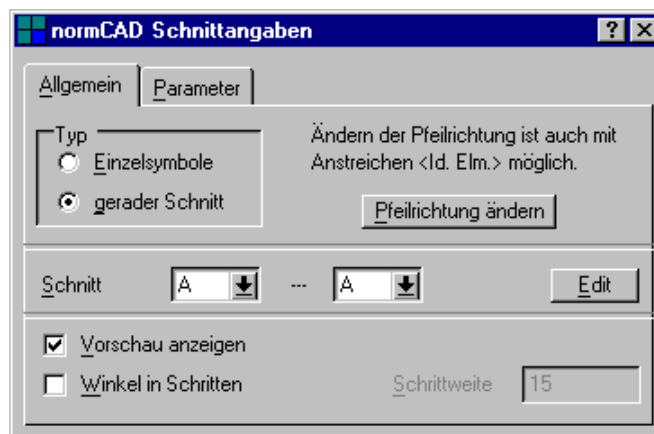 normCAD Schnittangaben
Allgemein Parameter
Typ
Einzelsymbole
gerader Schnitt
Ändern der Pfeilrichtung ist auch mit
Anstreichen <Id. Elm.> möglich.
Pfeilrichtung ändern
Schnitt A --- A Edit
Vorschau anzeigen
Winkel in Schritten Schrittweite 15